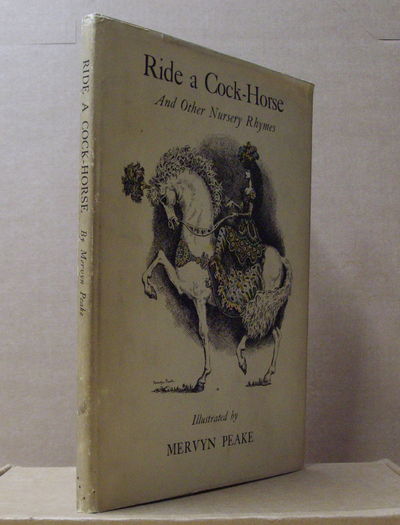 RIDE A COCK-HORSE By Mervyn Peake
Ride a Cock-Horse
And Other Nursery Rhymes
Illustrated by
MERVYN PEAKE